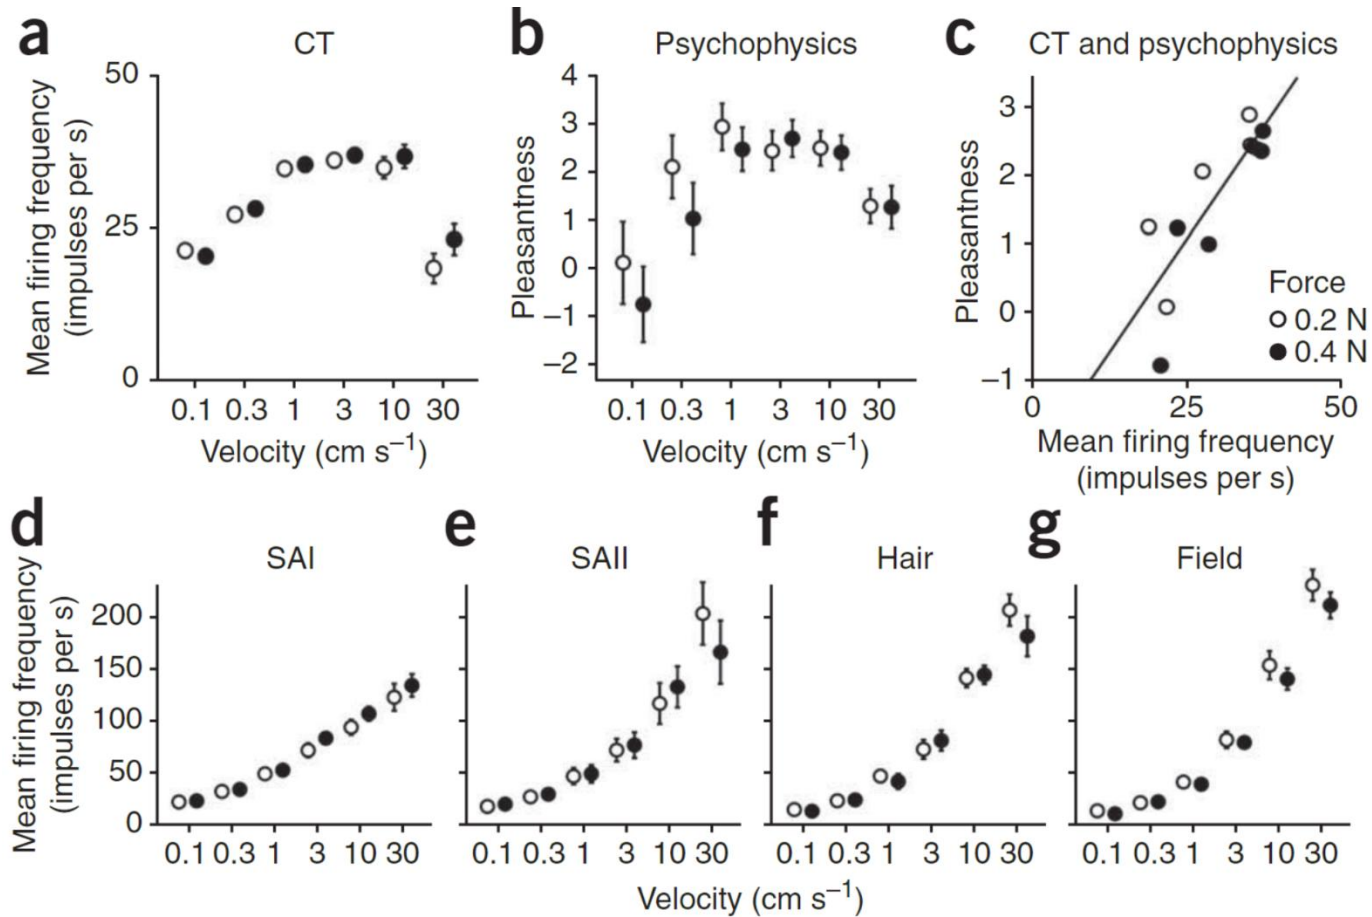 a
CT
50
25
0
Mean firing frequency
(impulses per s)
0.1 0.3 1 3 10 30
Velocity (cm s⁻¹)
b
Psychophysics
4
3
2
1
0
–1
–2
Pleasantness
0.1 0.3 1 3 10 30
Velocity (cm s⁻¹)
c
CT and psychophysics
3
2
1
0
–1
Pleasantness
Force
0.2 N
0.4 N
0 25 50
Mean firing frequency
(impulses per s)
d
SAI
200
150
100
50
0
Mean firing frequency
(impulses per s)
0.1 0.3 1 3 10 30
e
SAII
0.1 0.3 1 3 10 30
f
Hair
0.1 0.3 1 3 10 30
g
Field
0.1 0.3 1 3 10 30
Velocity (cm s⁻¹)